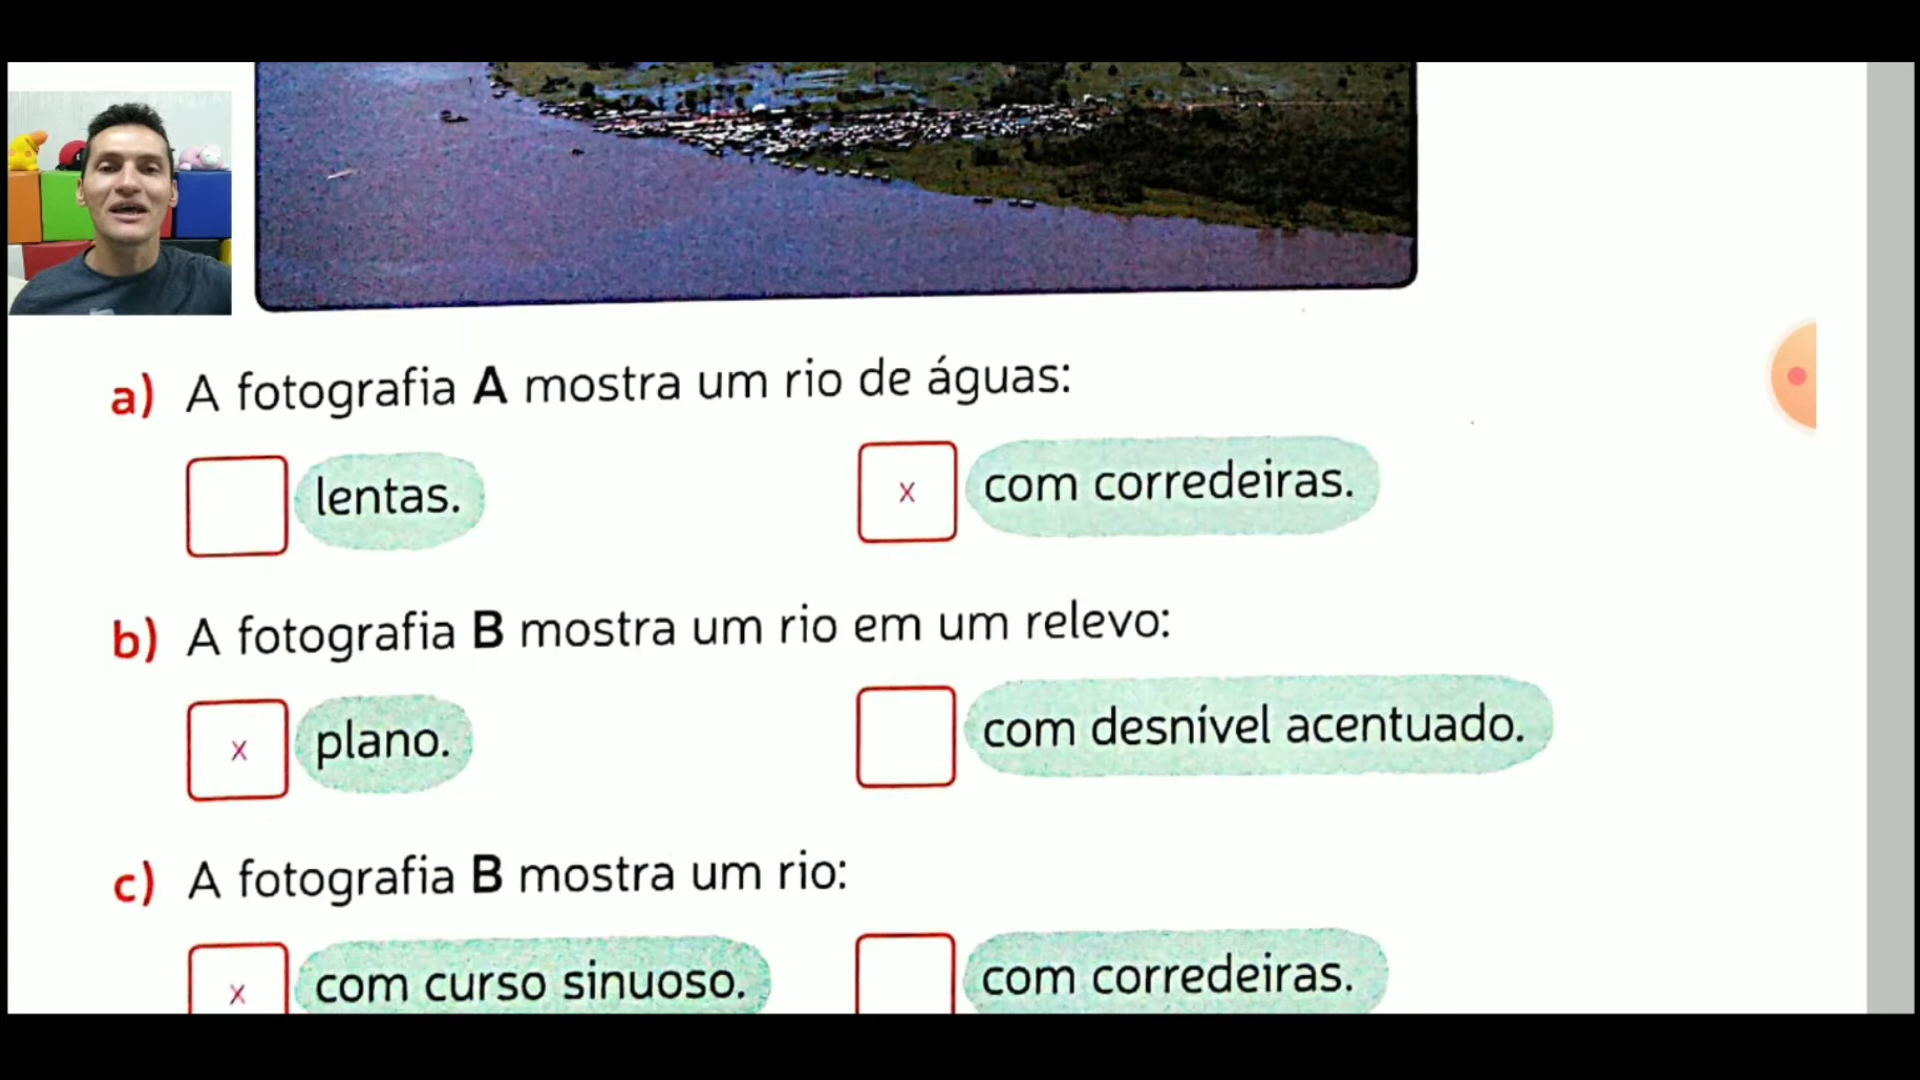 a) A fotografia A mostra um rio de águas:
lentas. x com corredeiras.
b) A fotografia B mostra um rio em um relevo:
x plano. com desnível acentuado.
c) A fotografia B mostra um rio:
x com curso sinuoso. com corredeiras.